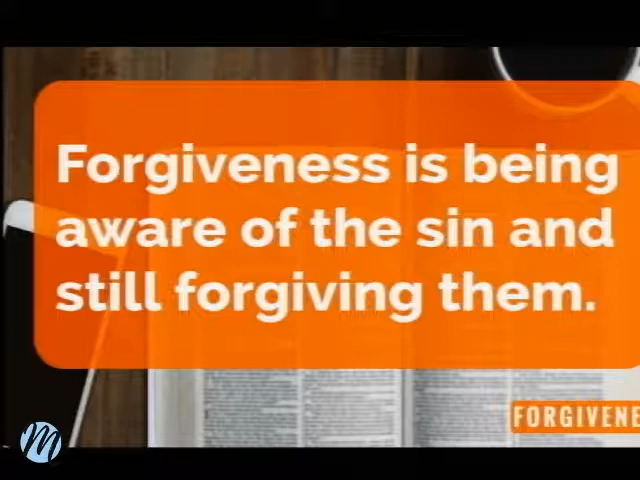 Forgiveness is being
aware of the sin and
still forgiving them.
FORGIVENE
M